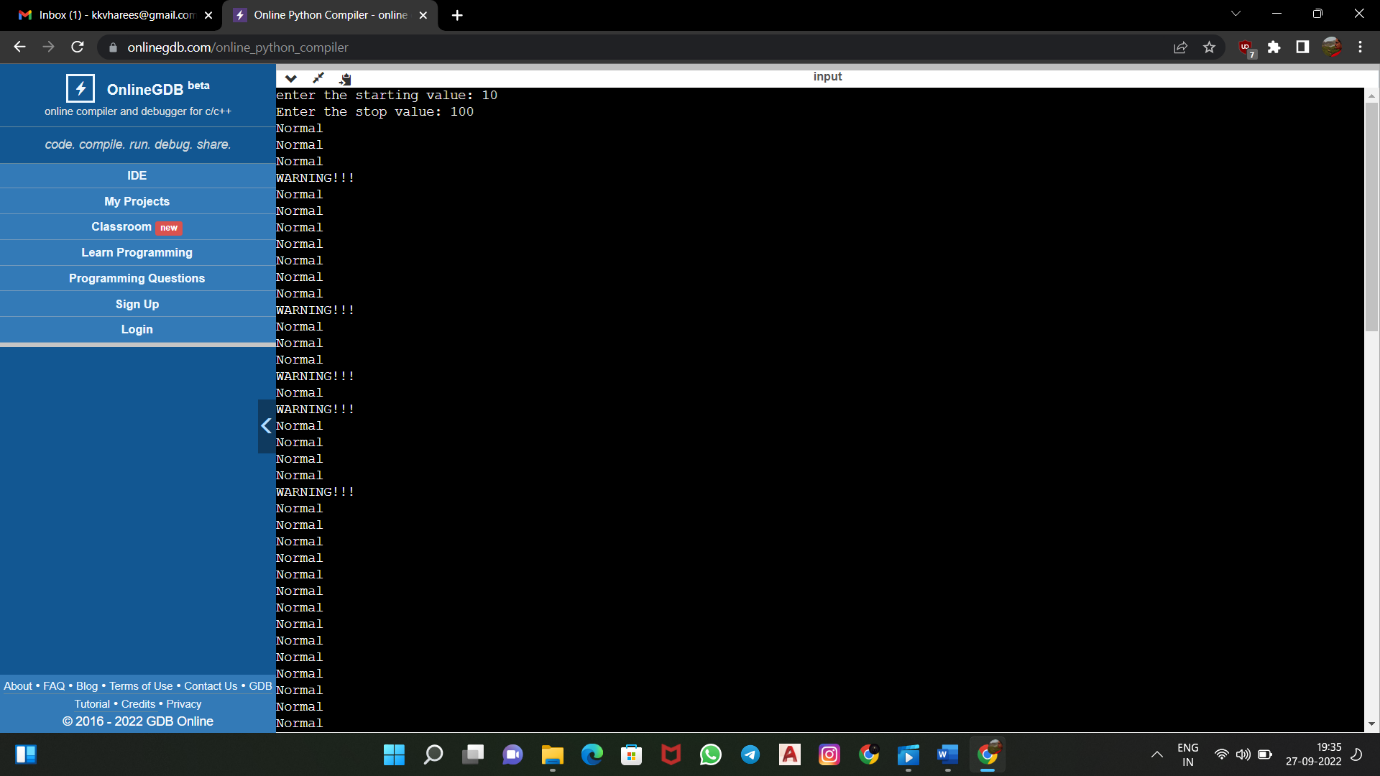 Inbox (1) - kkvharees@gmail.com
Online Python Compiler - online
onlinegdb.com/online_python_compiler
7
OnlineGDB beta
online compiler and debugger for c/c++
code. compile. run. debug. share.
IDE
My Projects
Classroom new
Learn Programming
Programming Questions
Sign Up
Login
About • FAQ • Blog • Terms of Use • Contact Us • GDB
Tutorial • Credits • Privacy
© 2016 - 2022 GDB Online
input
enter the starting value: 10
Enter the stop value: 100
Normal
Normal
Normal
WARNING!!!
Normal
Normal
Normal
Normal
Normal
Normal
Normal
WARNING!!!
Normal
Normal
Normal
WARNING!!!
Normal
WARNING!!!
Normal
Normal
Normal
Normal
WARNING!!!
Normal
Normal
Normal
Normal
Normal
Normal
Normal
Normal
Normal
Normal
Normal
Normal
Normal
Normal
ENG
IN
19:35
27-09-2022